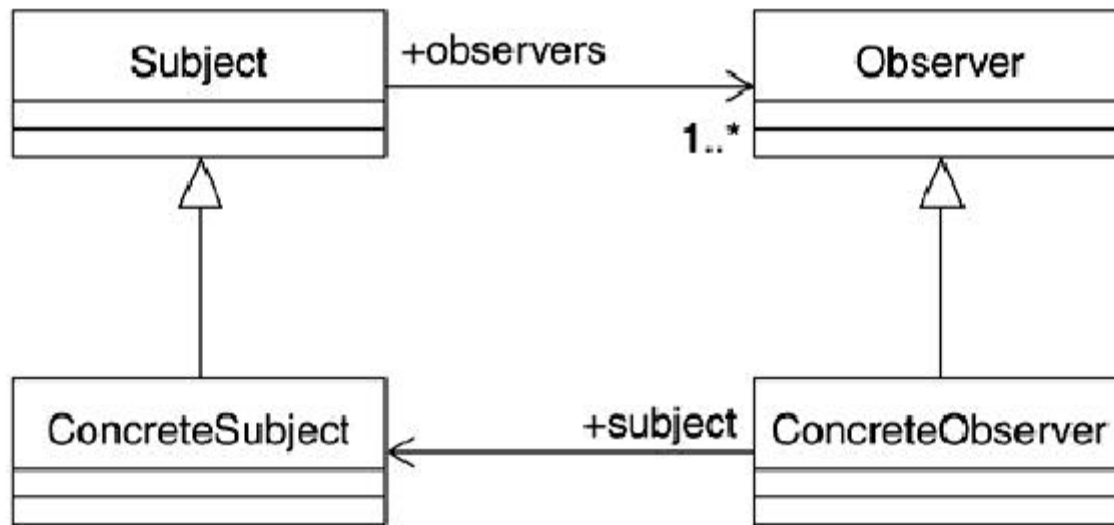 Subject
+observers
Observer
1..*
ConcreteSubject
+subject
ConcreteObserver